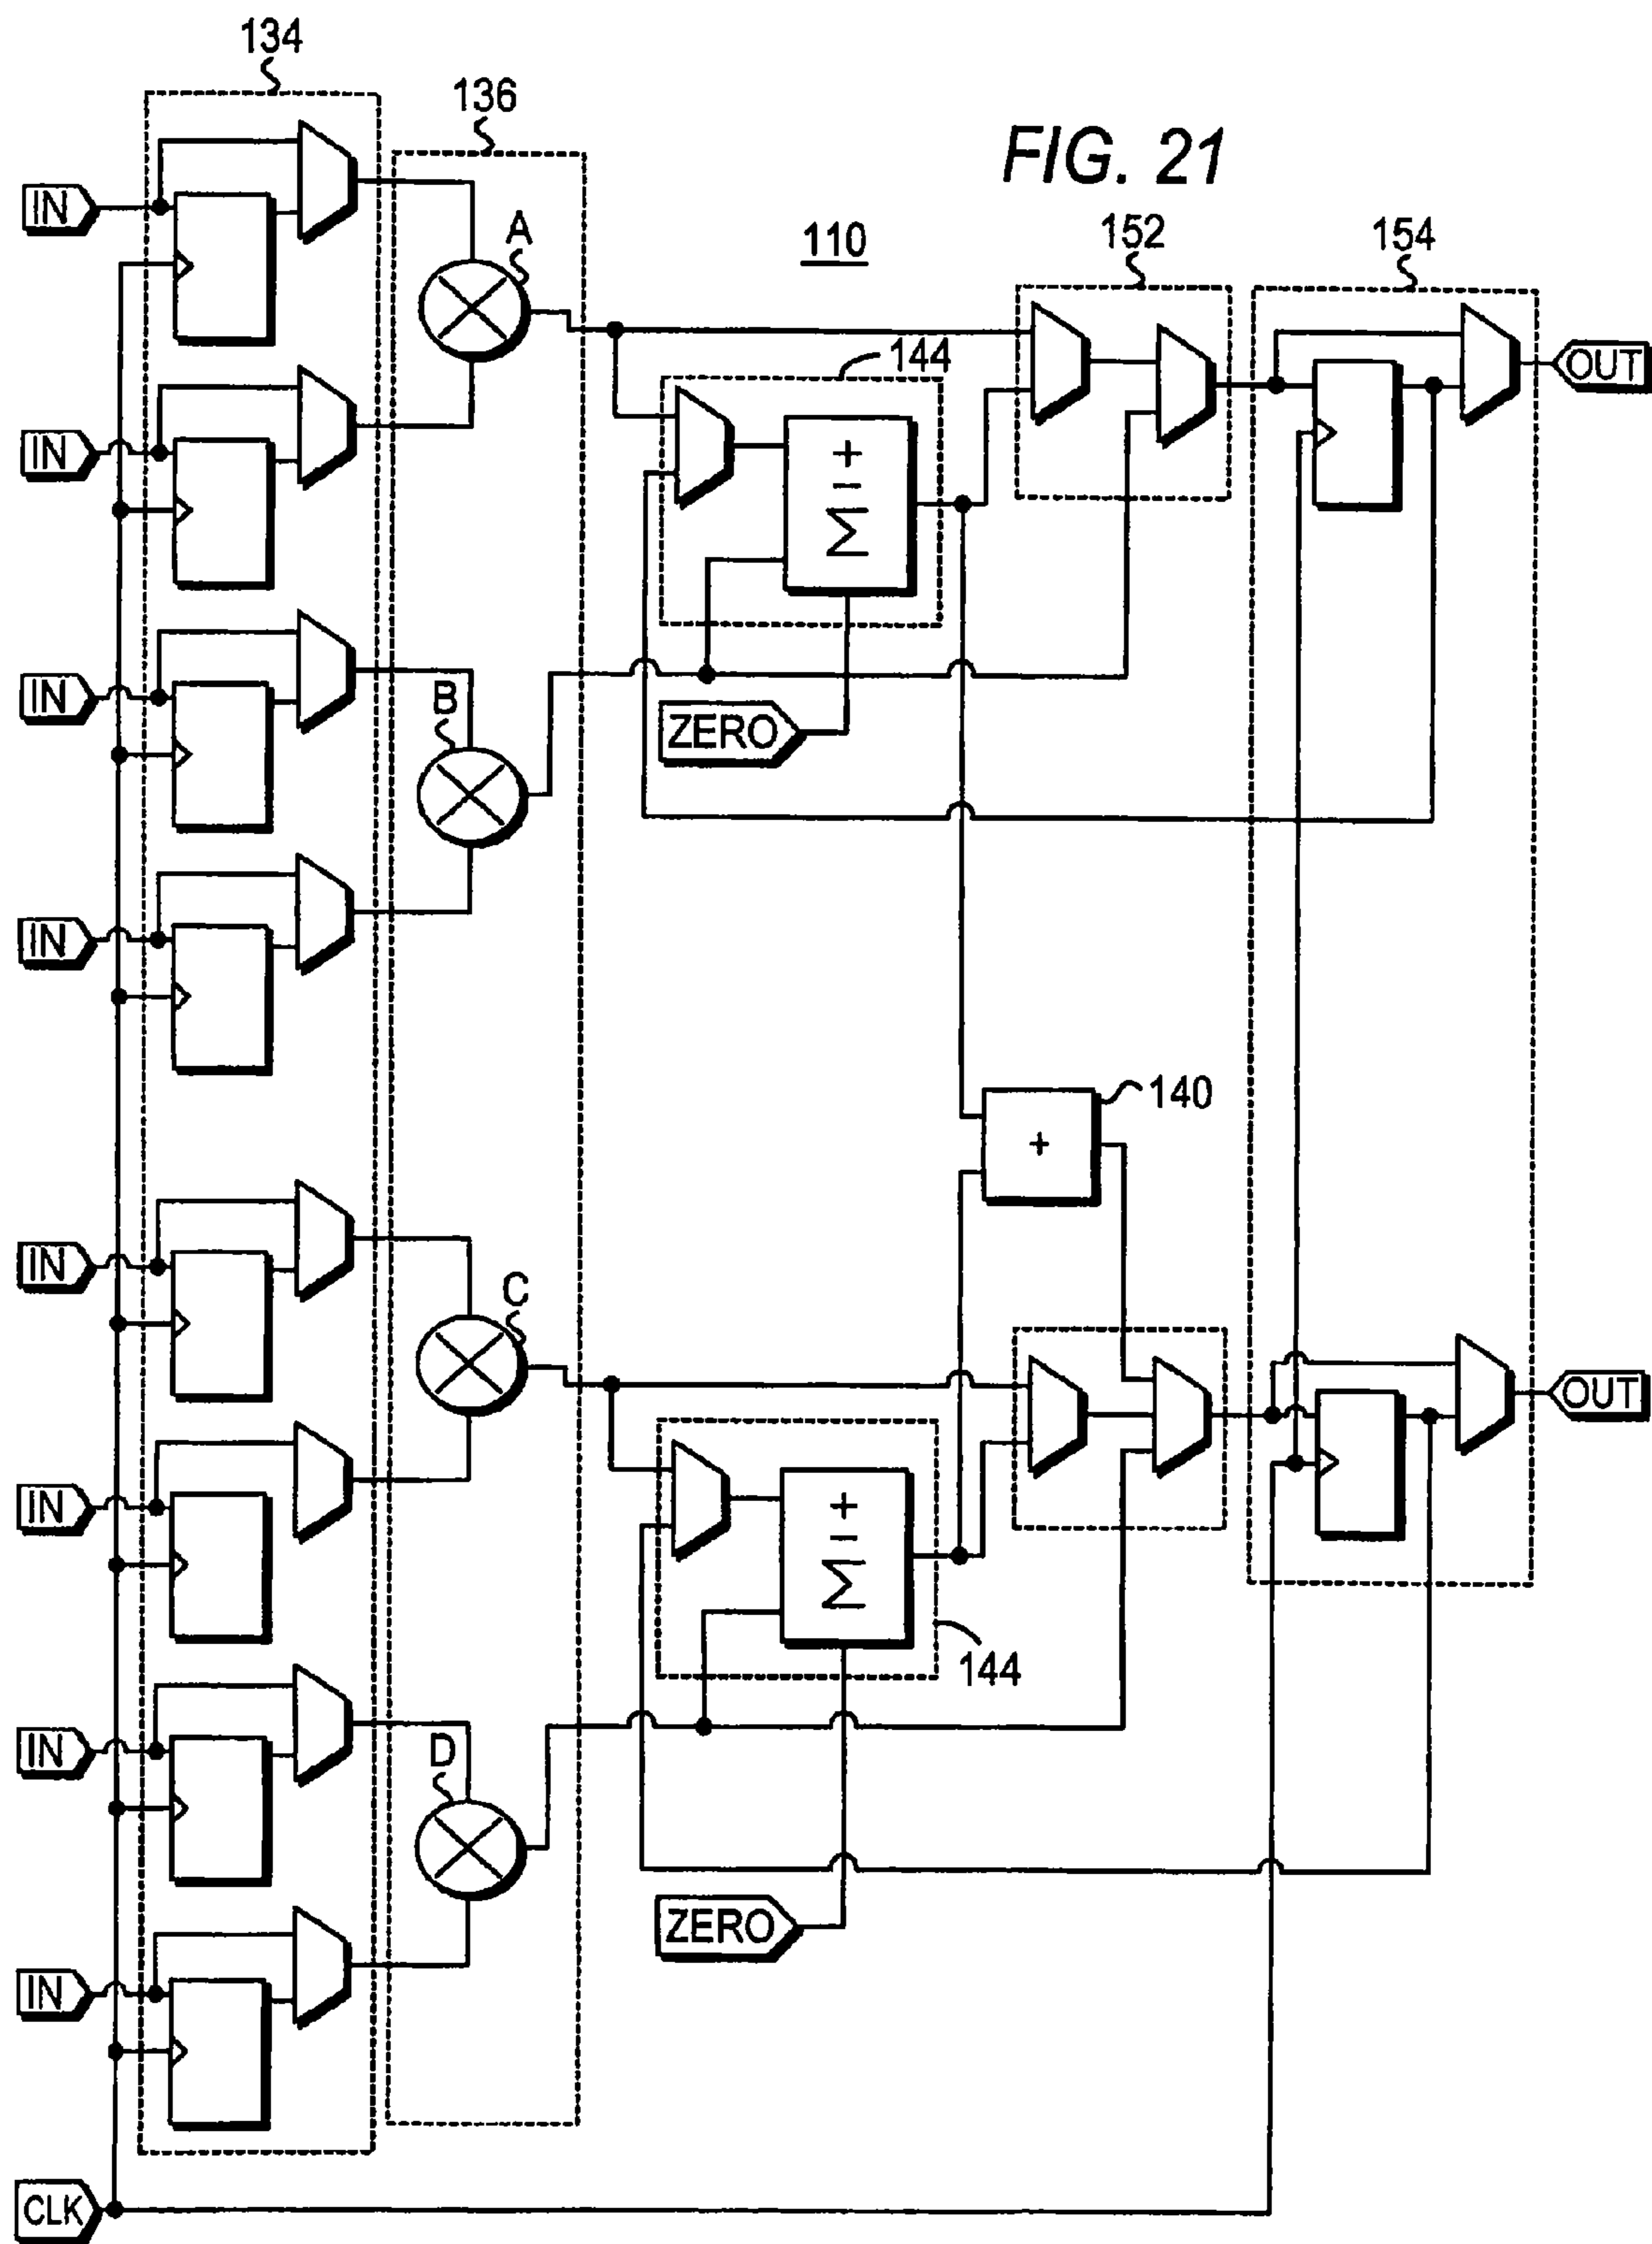 134
136
FIG. 21
IN
A
110
152
154
144
OUT
IN
Σ – +
IN
B
ZERO
IN
140
+
IN
C
OUT
IN
Σ – +
144
IN
D
ZERO
IN
CLK